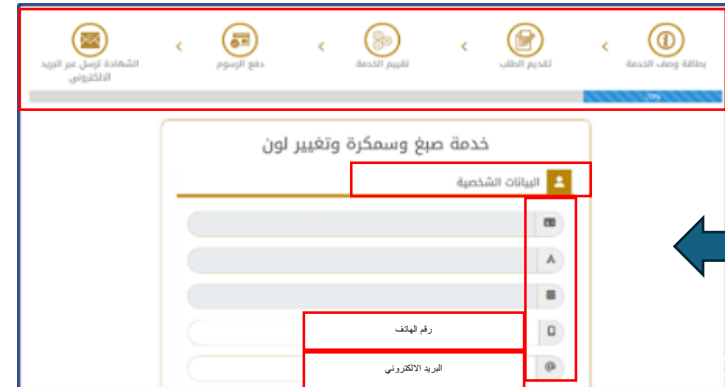 بطاقة وصف الخدمة
تقديم الطلب
تقييم الخدمة
دفع الرسوم
الشهادة ترسل عبر البريد
الالكتروني
خدمة صبغ وسمكرة وتغيير لون
البيانات الشخصية
رقم الهاتف
البريد الالكتروني